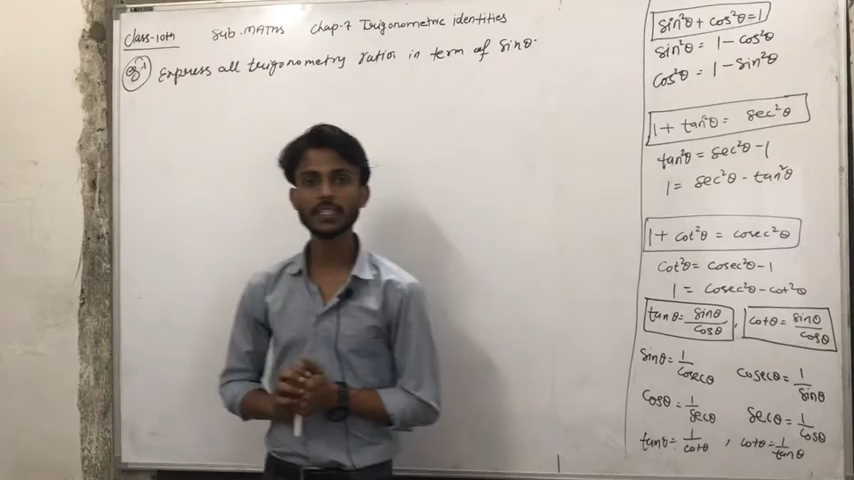 Class-10th Sub.MATHS Chap-7 Trigonometric identities
Express all trigonometry ratios in term of sinθ.
sin²θ + cos²θ = 1
sin²θ = 1 - cos²θ
cos²θ = 1 - sin²θ
1 + tan²θ = sec²θ
tan²θ = sec²θ - 1
1 = sec²θ - tan²θ
1 + cot²θ = cosec²θ
cot²θ = cosec²θ - 1
1 = cosec²θ - cot²θ
tanθ = sinθ/cosθ , cotθ = sinθ/cosθ
sinθ = 1/cosecθ cosecθ = 1/sinθ
cosθ = 1/secθ secθ = 1/cosθ
tanθ = 1/cotθ , cotθ = 1/tanθ